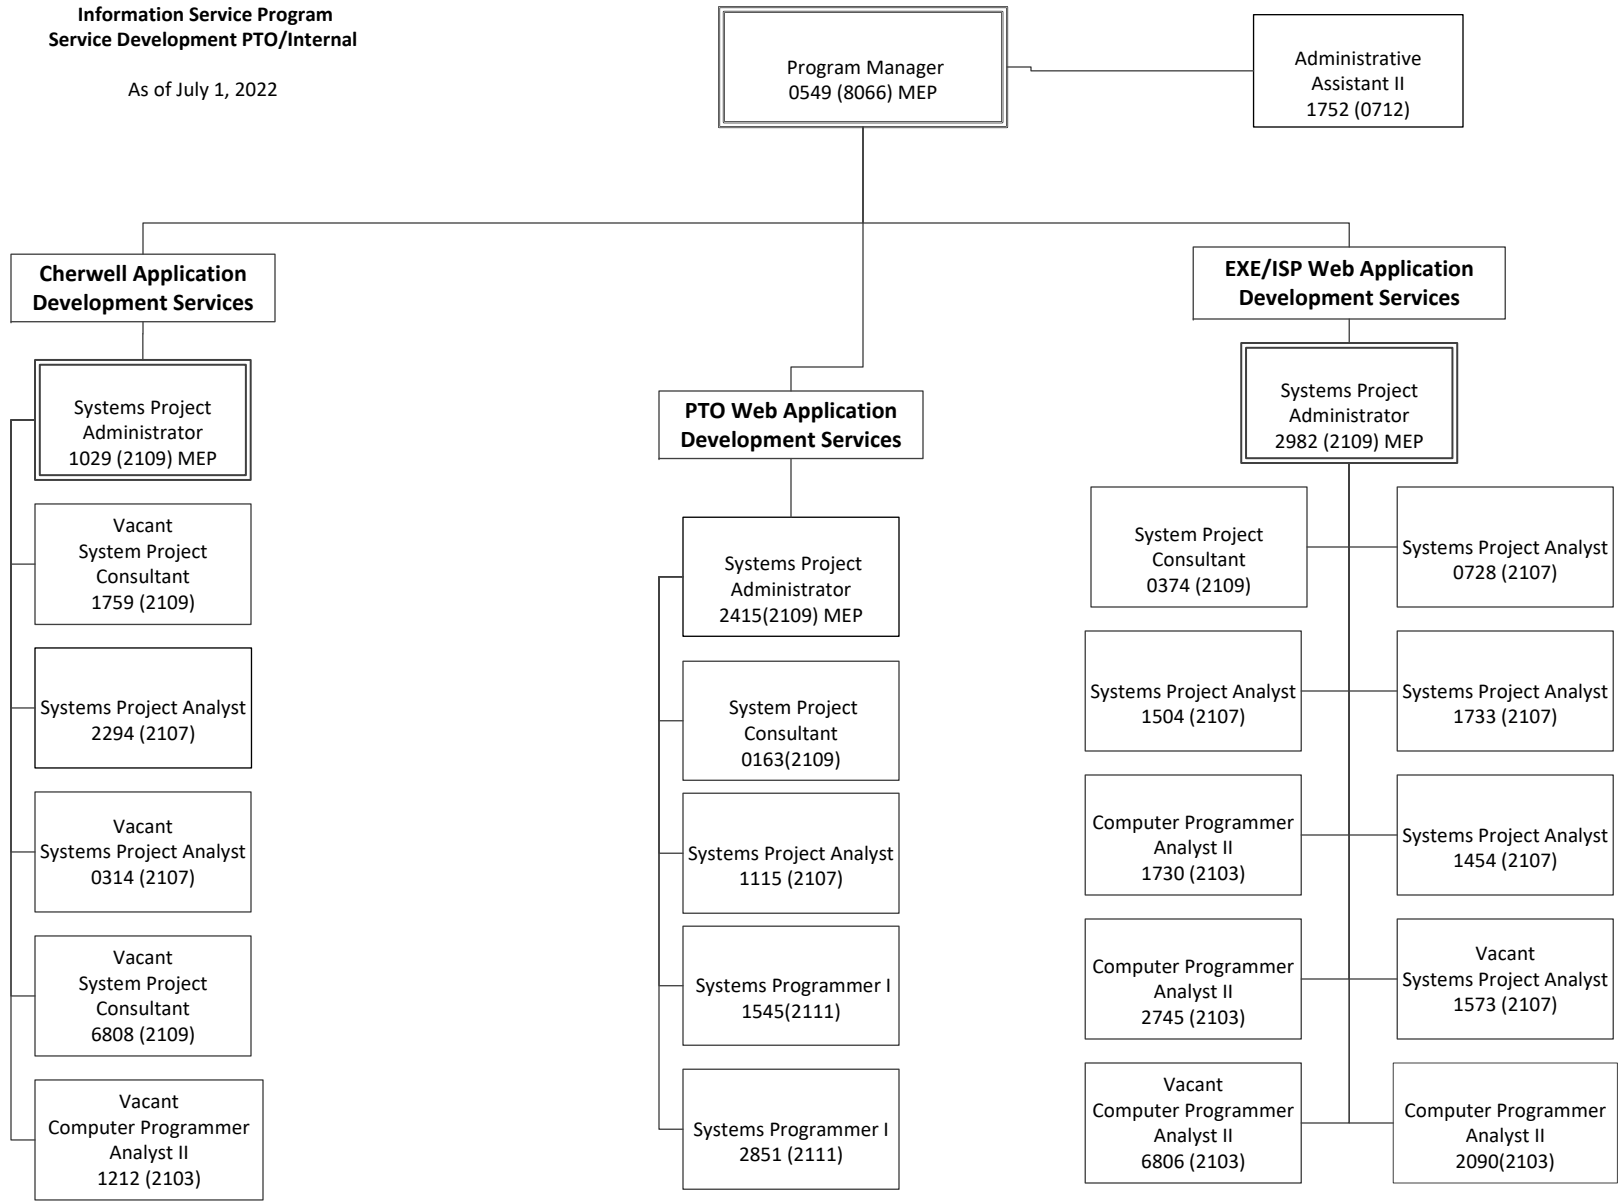 Information Service Program
Service Development PTO/Internal
As of July 1, 2022
Program Manager
0549 (8066) MEP
Administrative
Assistant II
1752 (0712)
Cherwell Application
Development Services
Systems Project
Administrator
1029 (2109) MEP
Vacant
System Project
Consultant
1759 (2109)
Systems Project Analyst
2294 (2107)
Vacant
Systems Project Analyst
0314 (2107)
Vacant
System Project
Consultant
6808 (2109)
Vacant
Computer Programmer
Analyst II
1212 (2103)
PTO Web Application
Development Services
Systems Project
Administrator
2415(2109) MEP
System Project
Consultant
0163(2109)
Systems Project Analyst
1115 (2107)
Systems Programmer I
1545(2111)
Systems Programmer I
2851 (2111)
EXE/ISP Web Application
Development Services
Systems Project
Administrator
2982 (2109) MEP
System Project
Consultant
0374 (2109)
Systems Project Analyst
0728 (2107)
Systems Project Analyst
1504 (2107)
Systems Project Analyst
1733 (2107)
Computer Programmer
Analyst II
1730 (2103)
Systems Project Analyst
1454 (2107)
Computer Programmer
Analyst II
2745 (2103)
Vacant
Systems Project Analyst
1573 (2107)
Vacant
Computer Programmer
Analyst II
6806 (2103)
Computer Programmer
Analyst II
2090(2103)